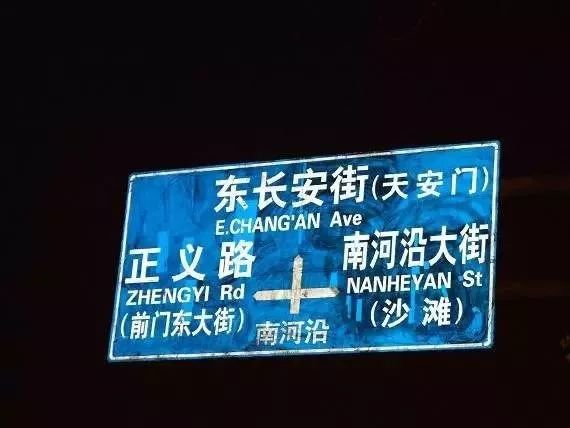 东长安街(天安门)
E.CHANG'AN Ave
正义路
ZHENGYI Rd
(前门东大街)
南河沿大街
NANHEYAN St
(沙滩)
南河沿